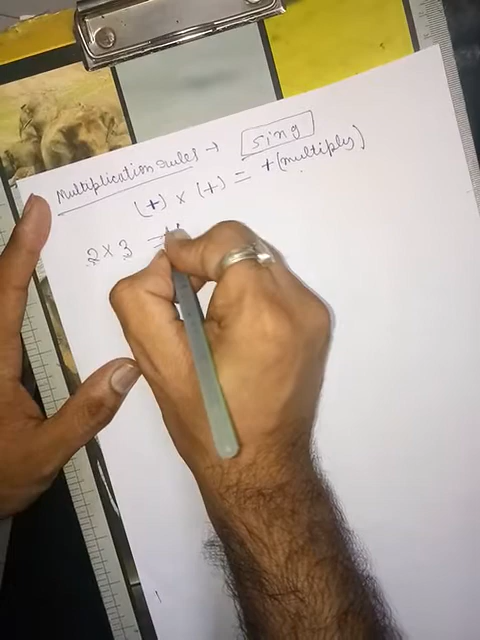 Multiplication rules → sing
(+) × (+) = + (multiply)
2 × 3 =